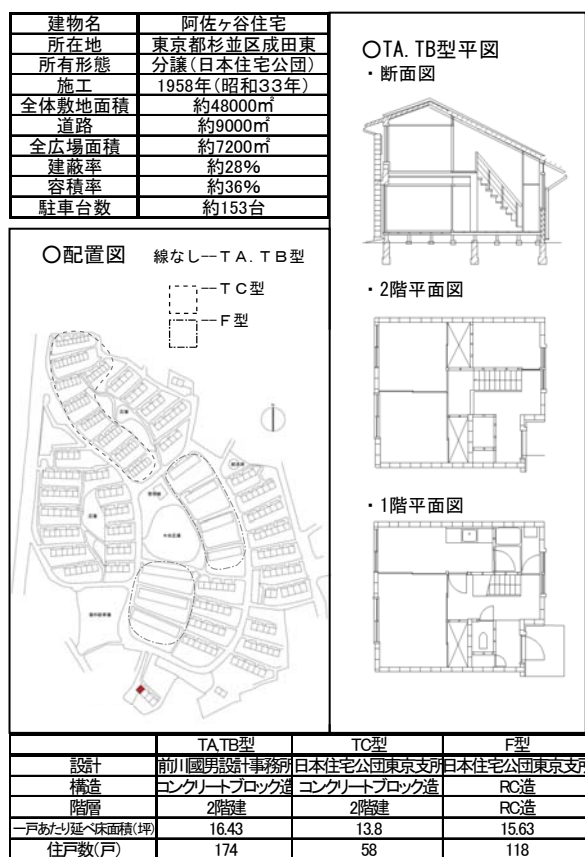 建物名 阿佐ヶ谷住宅
所在地 東京都杉並区成田東
所有形態 分譲(日本住宅公団)
施工 1958年(昭和33年)
全体敷地面積 約48000㎡
道路 約9000㎡
全広場面積 約7200㎡
建蔽率 約28%
容積率 約36%
駐車台数 約153台
〇TA.TB型平図
・断面図
・2階平面図
・1階平面図
〇配置図 線なし--TA.TB型
--TC型
--F型
広場
広場
中央広場
TA.TB型 TC型 F型
設計 前川國男設計事務所 日本住宅公団東京支所 日本住宅公団東京支所
構造 コンクリートブロック造 コンクリートブロック造 RC造
階層 2階建 2階建 RC造
一戸あたり延べ床面積(坪) 16.43 13.8 15.63
住戸数(戸) 174 58 118